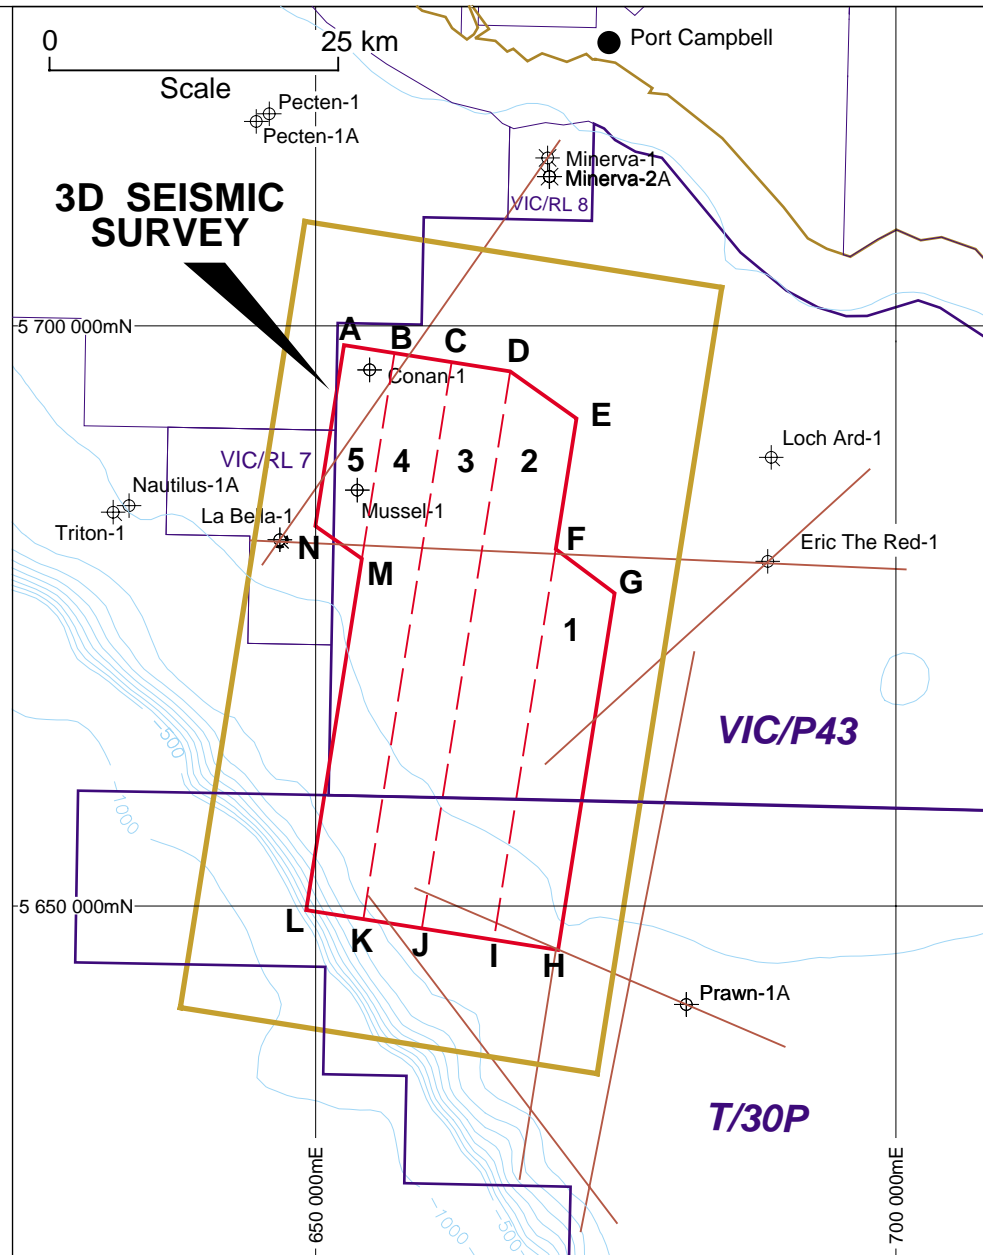 0
25 km
Scale
Port Campbell
Pecten-1
Pecten-1A
Minerva-1
Minerva-2A
VIC/RL 8
3D SEISMIC
SURVEY
5 700 000mN
A
B
C
D
E
Conan-1
VIC/RL 7
5
4
3
2
Loch Ard-1
Nautilus-1A
Triton-1
La Bella-1
Mussel-1
N
M
F
G
Eric The Red-1
1
VIC/P43
-500
-1000
5 650 000mN
L
K
J
I
H
Prawn-1A
T/30P
650 000mE
700 000mE
-1000
-500